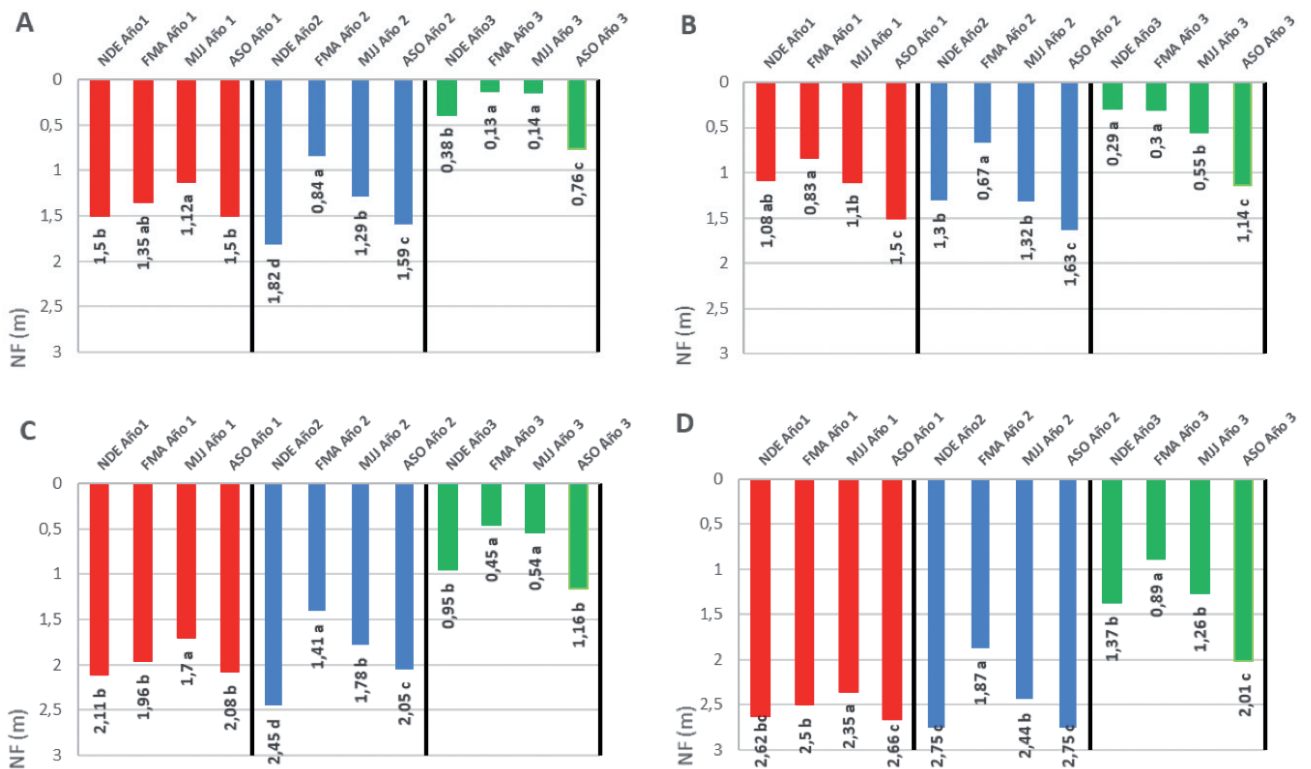 A
NDE Año1
FMA Año 1
MJJ Año 1
ASO Año 1
NDE Año2
FMA Año 2
MJJ Año 2
ASO Año 2
NDE Año3
FMA Año 3
MJJ Año 3
ASO Año 3
0
0,5
1
1,5
2
2,5
3
NF (m)
1,5 b
1,35 ab
1,12a
1,5 b
1,82 d
0,84 a
1,29 b
1,59 c
0,38 b
0,13 a
0,14 a
0,76 c
B
NDE Año1
FMA Año 1
MJJ Año 1
ASO Año 1
NDE Año2
FMA Año 2
MJJ Año 2
ASO Año 2
NDE Año3
FMA Año 3
MJJ Año 3
ASO Año 3
0
0,5
1
1,5
2
2,5
3
NF (m)
1,08 ab
0,83 a
1,1b
1,5 c
1,3 b
0,67 a
1,32 b
1,63 c
0,29 a
0,3 a
0,55 b
1,14 c
C
NDE Año1
FMA Año 1
MJJ Año 1
ASO Año 1
NDE Año2
FMA Año 2
MJJ Año 2
ASO Año 2
NDE Año3
FMA Año 3
MJJ Año 3
ASO Año 3
0
0,5
1
1,5
2
2,5
3
NF (m)
2,11 b
1,96 b
1,7 a
2,08 b
2,45 d
1,41 a
1,78 b
2,05 c
0,95 b
0,45 a
0,54 a
1,16 b
D
NDE Año1
FMA Año 1
MJJ Año 1
ASO Año 1
NDE Año2
FMA Año 2
MJJ Año 2
ASO Año 2
NDE Año3
FMA Año 3
MJJ Año 3
ASO Año 3
0
0,5
1
1,5
2
2,5
3
NF (m)
2,62 bc
2,5 b
2,35 a
2,66 c
2,75 c
1,87 a
2,44 b
2,75 c
1,37 b
0,89 a
1,26 b
2,01 c